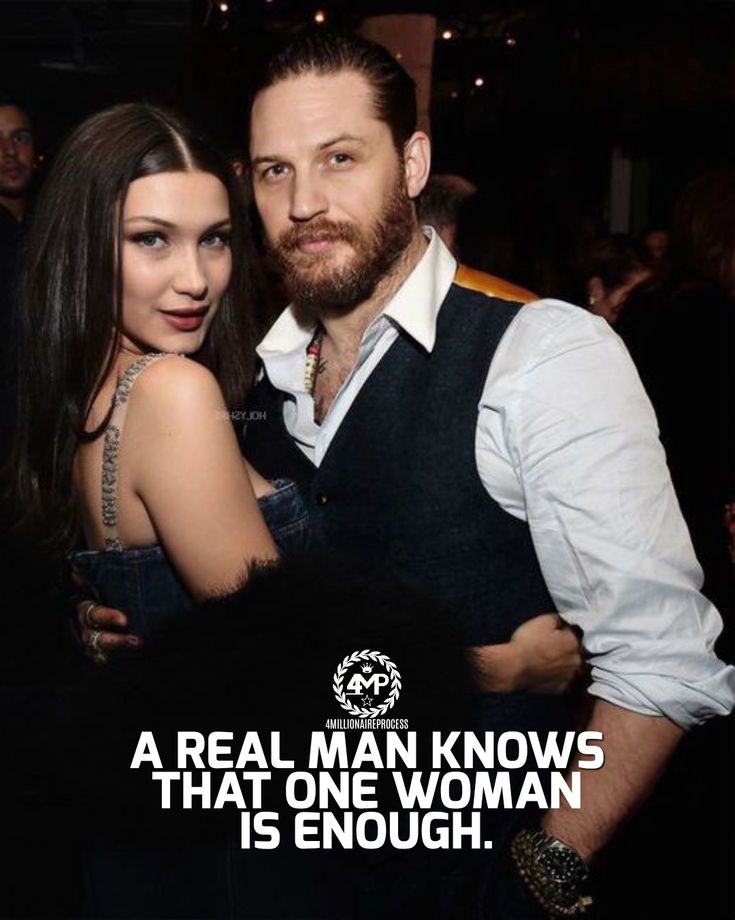 4MP
4MILLIONAIREPROCESS
A REAL MAN KNOWS
THAT ONE WOMAN
IS ENOUGH.